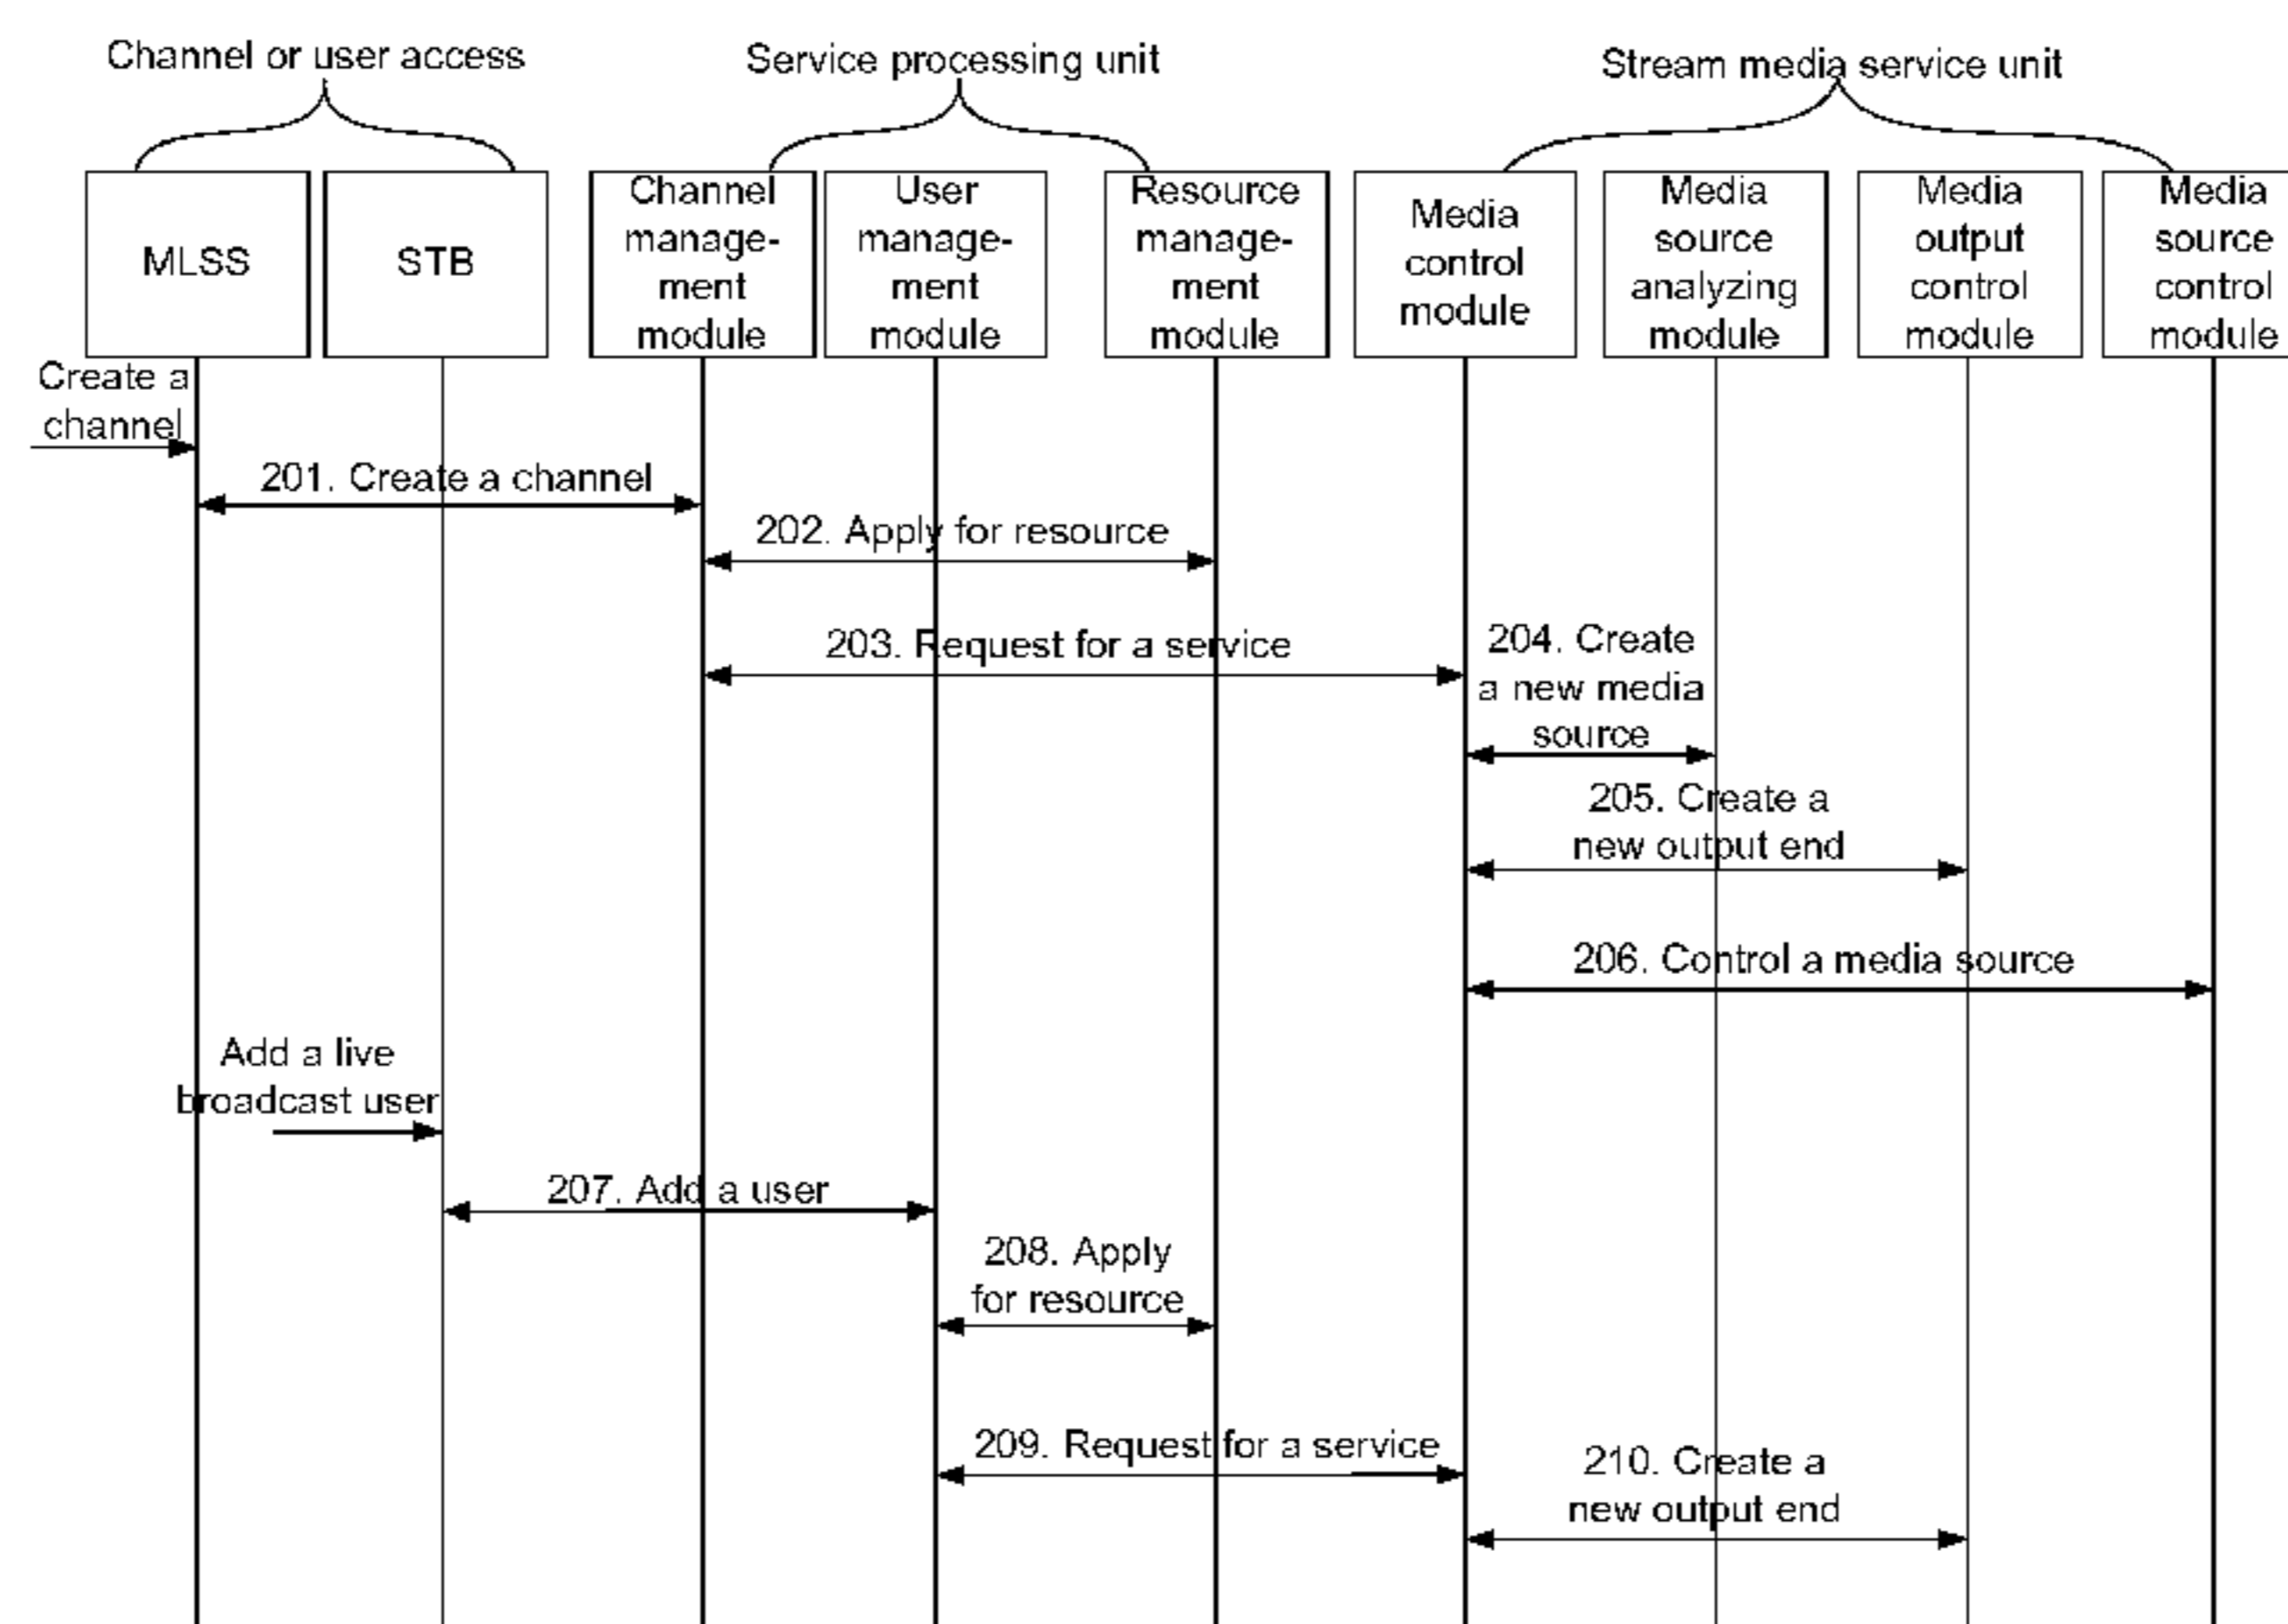 Channel or user access
Service processing unit
Stream media service unit
MLSS
STB
Channel
manage-
ment
module
User
manage-
ment
module
Resource
manage-
ment
module
Media
control
module
Media
source
analyzing
module
Media
output
control
module
Media
source
control
module
Create a
channel
201. Create a channel
202. Apply for resource
203. Request for a service
204. Create
a new media
source
205. Create a
new output end
206. Control a media source
Add a live
broadcast user
207. Add a user
208. Apply
for resource
209. Request for a service
210. Create a
new output end